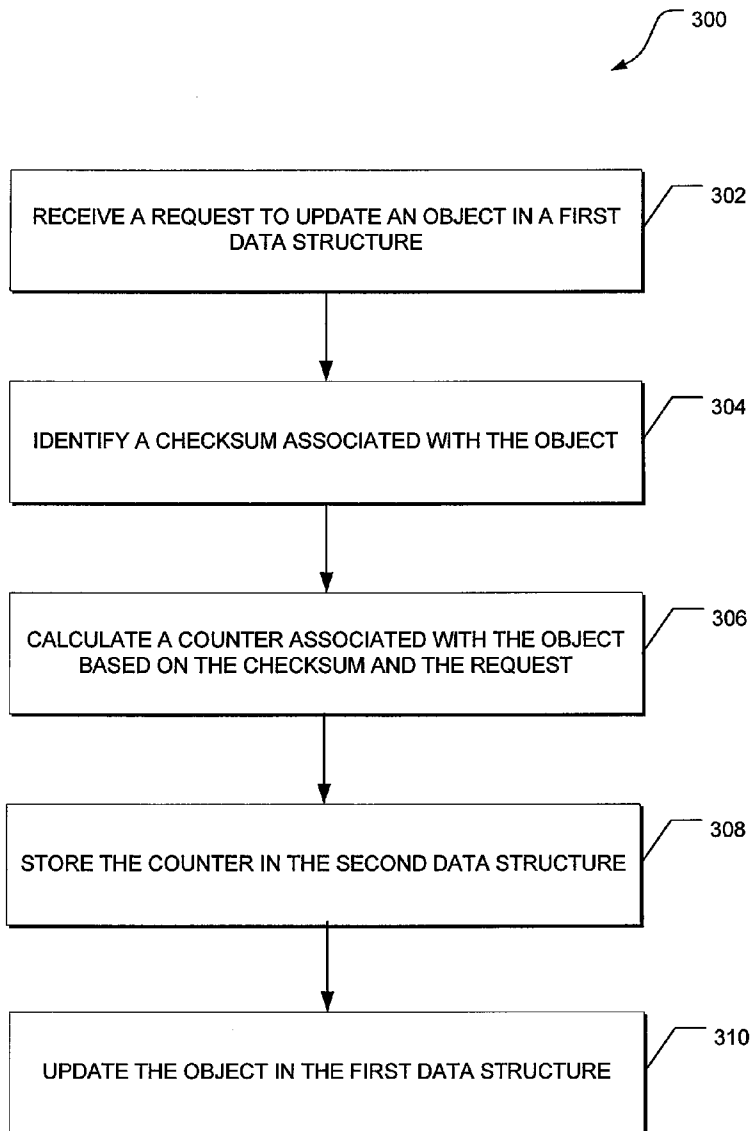 300
RECEIVE A REQUEST TO UPDATE AN OBJECT IN A FIRST
DATA STRUCTURE
302
IDENTIFY A CHECKSUM ASSOCIATED WITH THE OBJECT
304
CALCULATE A COUNTER ASSOCIATED WITH THE OBJECT
BASED ON THE CHECKSUM AND THE REQUEST
306
STORE THE COUNTER IN THE SECOND DATA STRUCTURE
308
UPDATE THE OBJECT IN THE FIRST DATA STRUCTURE
310